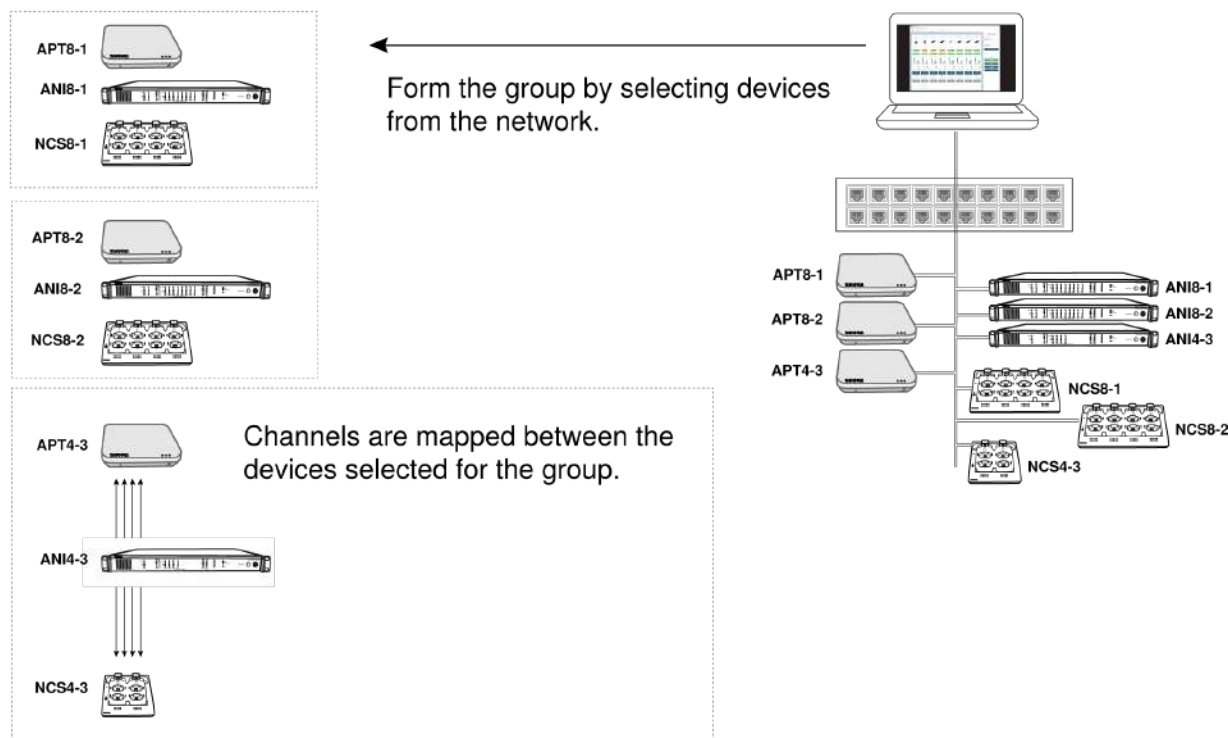 APT8-1
ANI8-1
NCS8-1
Form the group by selecting devices
from the network.
APT8-2
ANI8-2
NCS8-2
APT4-3
Channels are mapped between the
devices selected for the group.
ANI4-3
NCS4-3
APT8-1
APT8-2
APT4-3
ANI8-1
ANI8-2
ANI4-3
NCS8-1
NCS8-2
NCS4-3